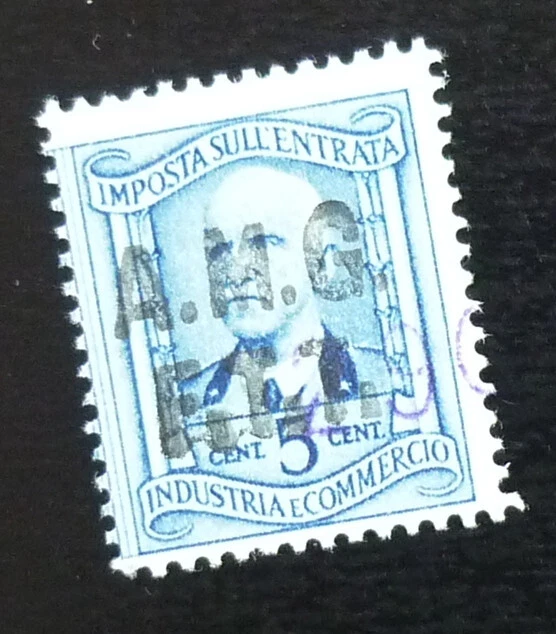 IMPOSTA SULL'ENTRATA
A.M.G.
F.T.T.
CENT. 5 CENT.
INDUSTRIA E COMMERCIO